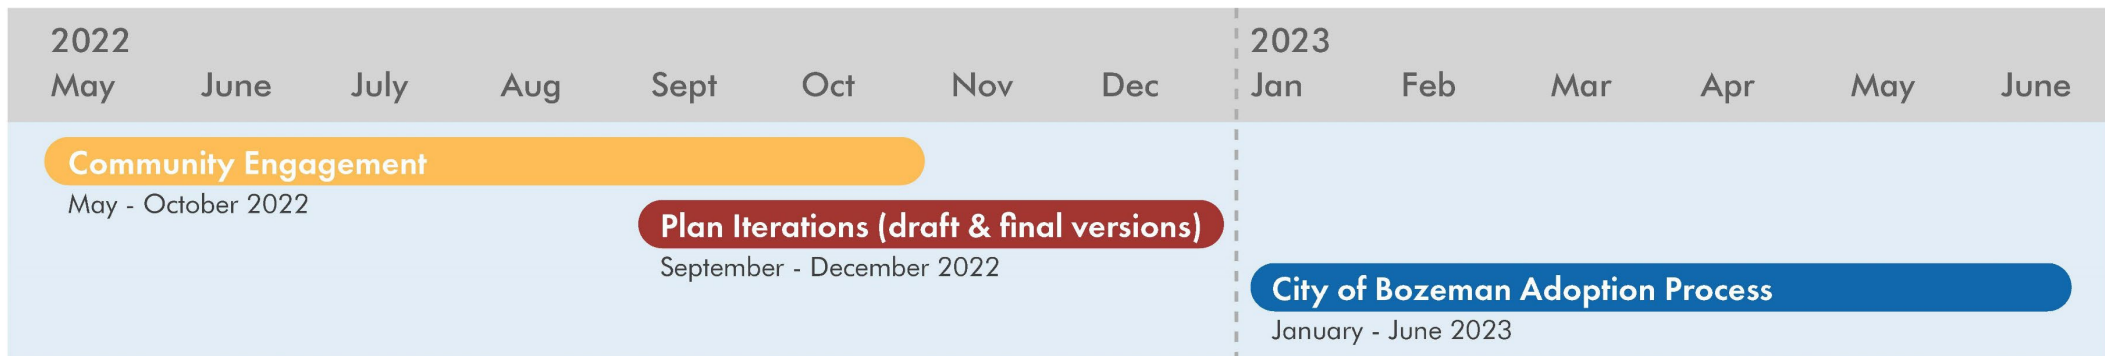 2022 2023
May June July Aug Sept Oct Nov Dec Jan Feb Mar Apr May June
Community Engagement
May - October 2022
Plan Iterations (draft & final versions)
September - December 2022
City of Bozeman Adoption Process
January - June 2023